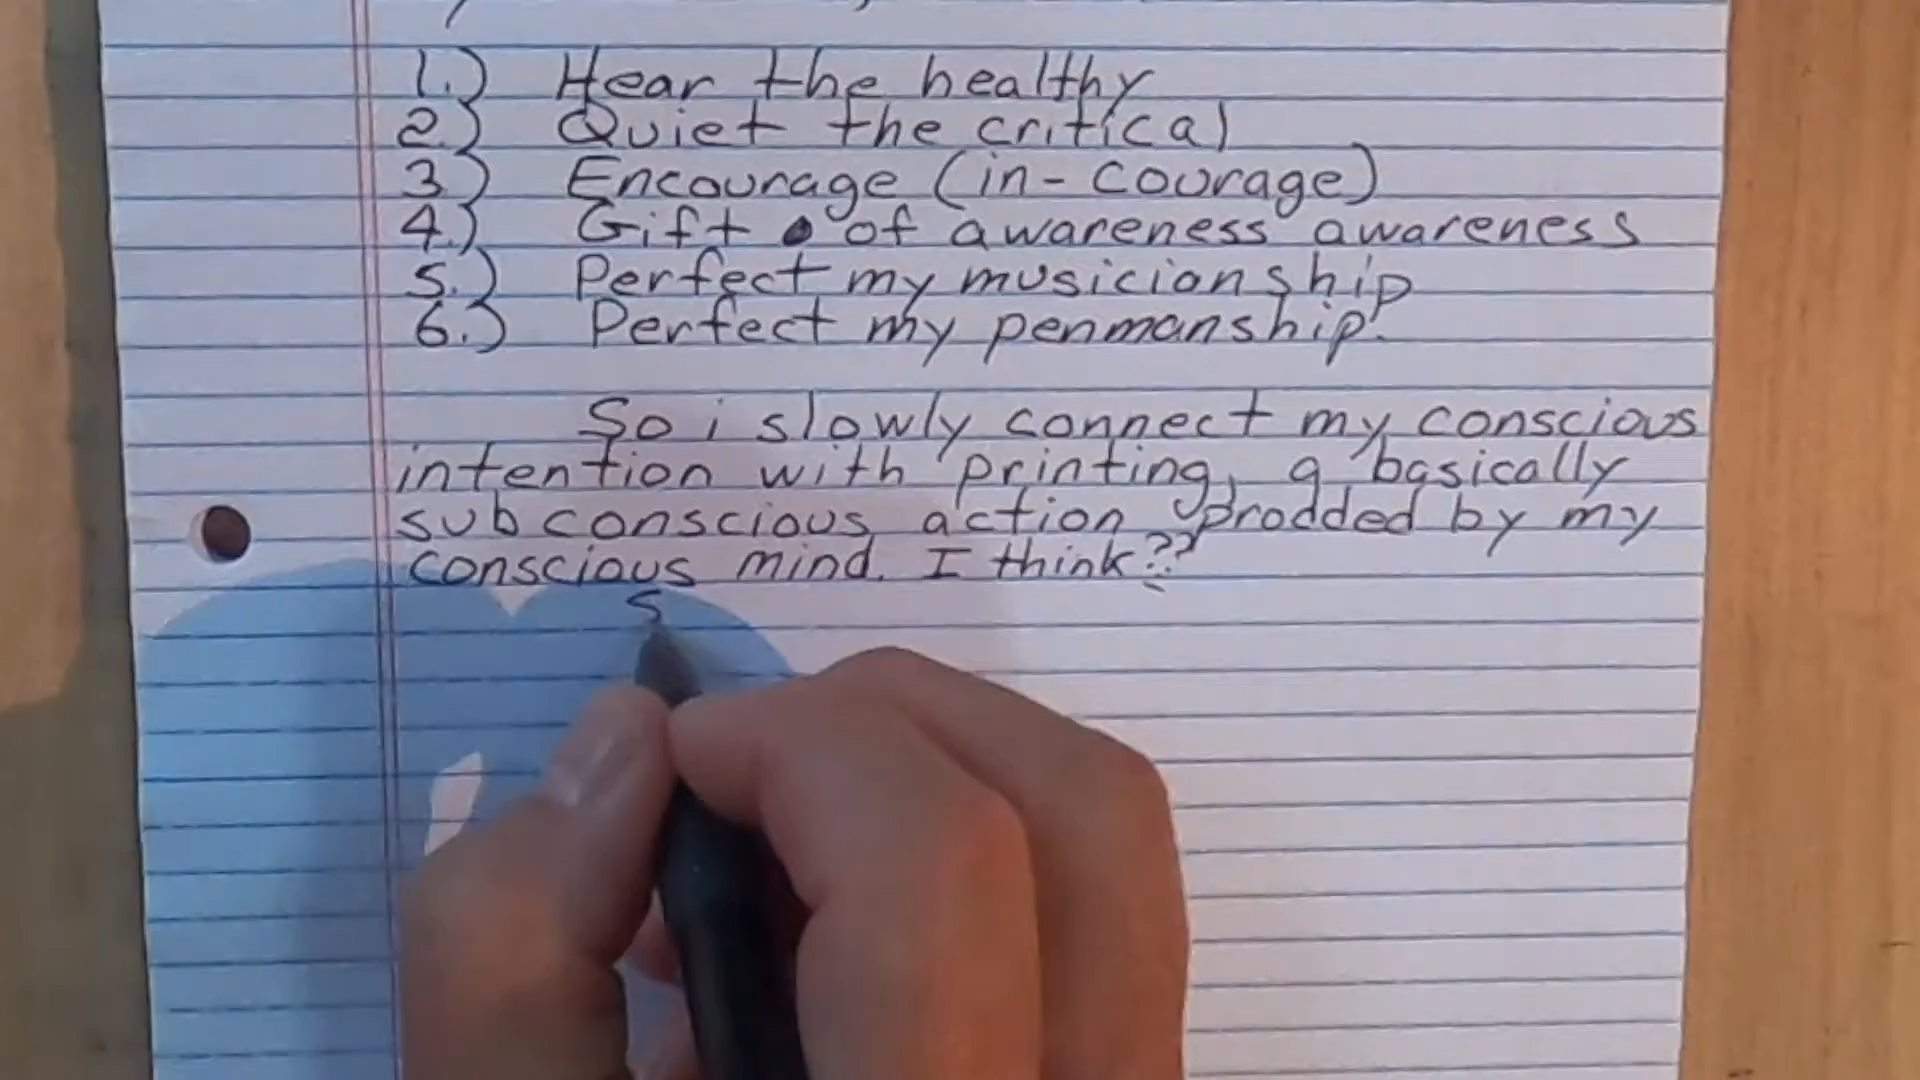 1.) Hear the healthy
2.) Quiet the critical
3.) Encourage (in-courage)
4.) Gift of awareness awareness
5.) Perfect my musicianship
6.) Perfect my penmanship.
So i slowly connect my conscious
intention with printing, a basically
subconscious action prodded by my
conscious mind. I think??
S